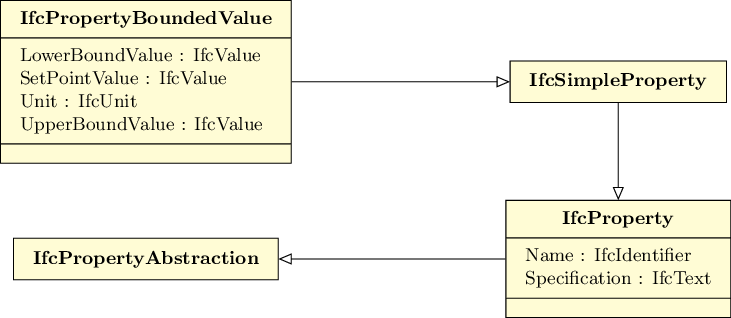 IfcPropertyBoundedValue
LowerBoundValue : IfcValue
SetPointValue : IfcValue
Unit : IfcUnit
UpperBoundValue : IfcValue
IfcSimpleProperty
IfcProperty
Name : IfcIdentifier
Specification : IfcText
IfcPropertyAbstraction